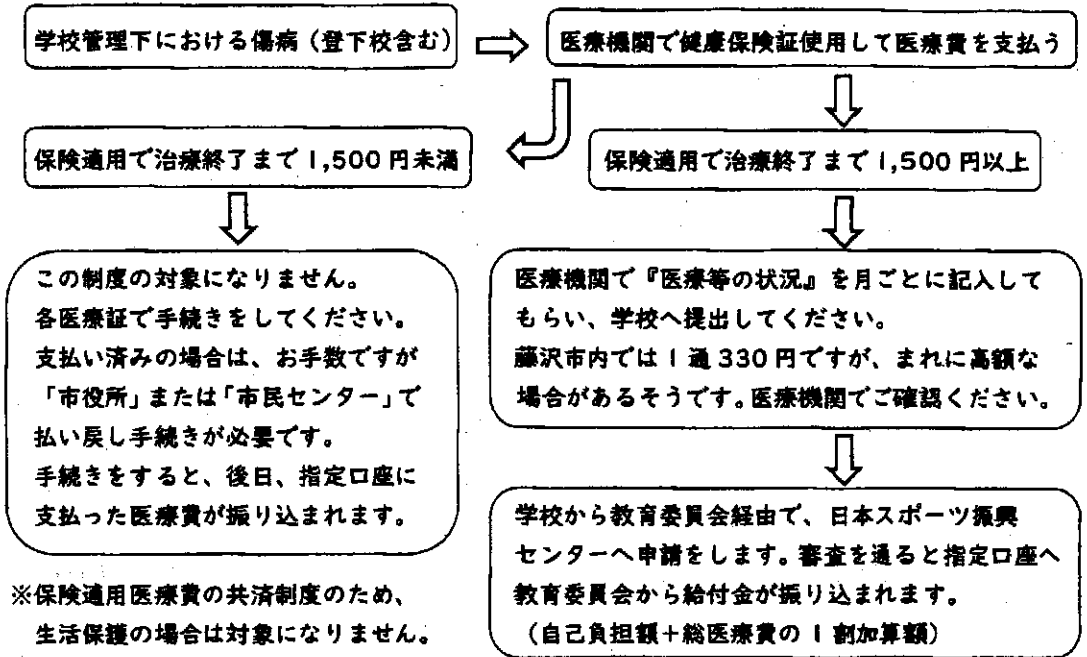 学校管理下における傷病（登下校含む）
医療機関で健康保険証使用して医療費を支払う
保険適用で治療終了まで1,500円未満
保険適用で治療終了まで1,500円以上
この制度の対象になりません。
各医療証で手続きをしてください。
支払い済みの場合は、お手数ですが
「市役所」または「市民センター」で
払い戻し手続きが必要です。
手続きをすると、後日、指定口座に
支払った医療費が振り込まれます。
※保険適用医療費の共済制度のため、
生活保護の場合は対象になりません。
医療機関で『医療等の状況』を月ごとに記入して
もらい、学校へ提出してください。
藤沢市内では1通330円ですが、まれに高額な
場合があるそうです。医療機関でご確認ください。
学校から教育委員会経由で、日本スポーツ振興
センターへ申請をします。審査を通ると指定口座へ
教育委員会から給付金が振り込まれます。
（自己負担額＋総医療費の1割加算額）